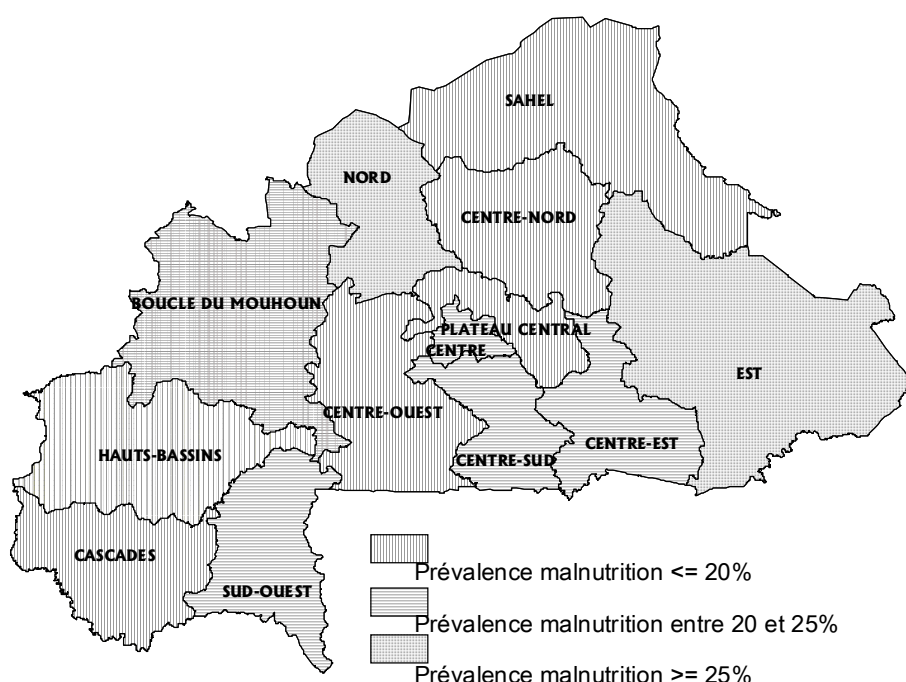 SAHEL
NORD
CENTRE-NORD
BOUCLE DU MOUHOUN
PLATEAU CENTRAL
CENTRE
EST
CENTRE-OUEST
CENTRE-EST
HAUTS-BASSINS
CENTRE-SUD
CASCADES
SUD-OUEST
Prévalence malnutrition <= 20%
Prévalence malnutrition entre 20 et 25%
Prévalence malnutrition >= 25%